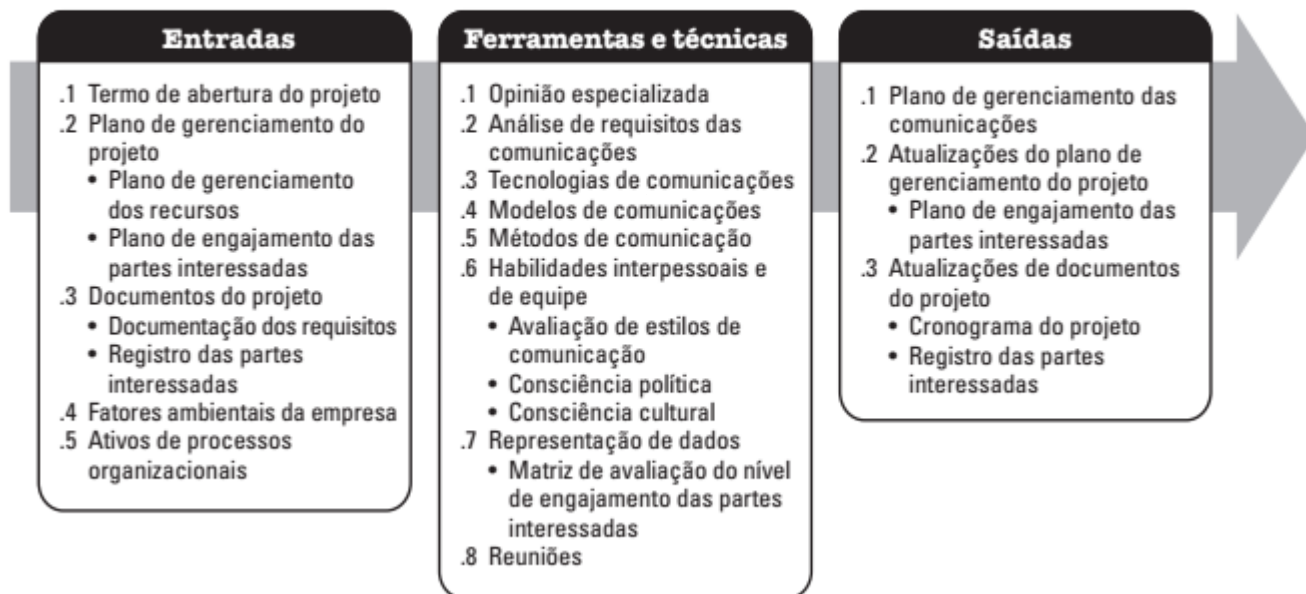 Entradas
.1 Termo de abertura do projeto
.2 Plano de gerenciamento do
projeto
• Plano de gerenciamento
dos recursos
• Plano de engajamento das
partes interessadas
.3 Documentos do projeto
• Documentação dos requisitos
• Registro das partes
interessadas
.4 Fatores ambientais da empresa
.5 Ativos de processos
organizacionais
Ferramentas e técnicas
.1 Opinião especializada
.2 Análise de requisitos das
comunicações
.3 Tecnologias de comunicações
.4 Modelos de comunicações
.5 Métodos de comunicação
.6 Habilidades interpessoais e
de equipe
• Avaliação de estilos de
comunicação
• Consciência política
• Consciência cultural
.7 Representação de dados
• Matriz de avaliação do nível
de engajamento das partes
interessadas
.8 Reuniões
Saídas
.1 Plano de gerenciamento das
comunicações
.2 Atualizações do plano de
gerenciamento do projeto
• Plano de engajamento das
partes interessadas
.3 Atualizações de documentos
do projeto
• Cronograma do projeto
• Registro das partes
interessadas